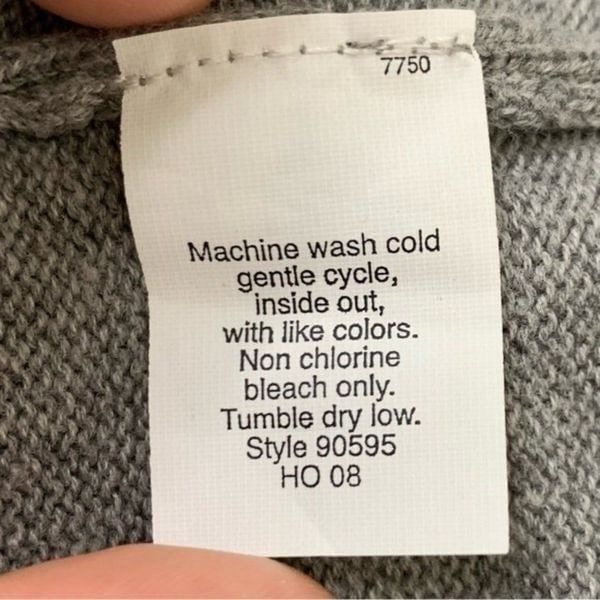 7750
Machine wash cold
gentle cycle,
inside out,
with like colors.
Non chlorine
bleach only.
Tumble dry low.
Style 90595
HO 08